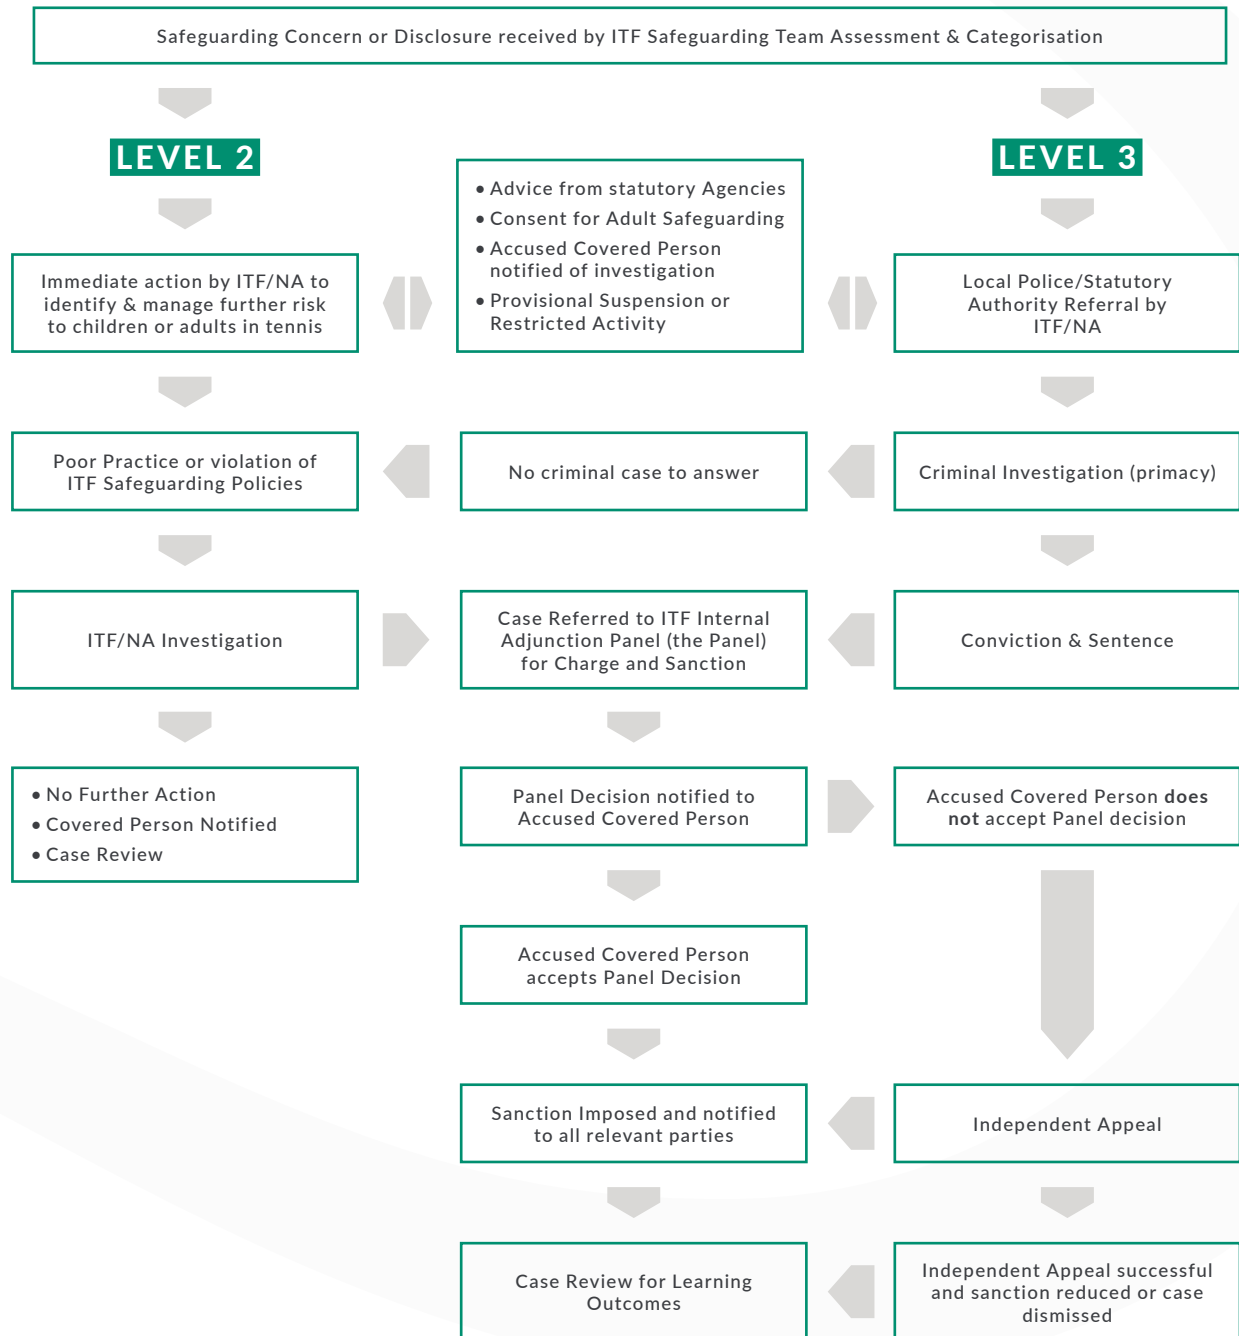 Safeguarding Concern or Disclosure received by ITF Safeguarding Team Assessment & Categorisation
LEVEL 2
LEVEL 3
• Advice from statutory Agencies
• Consent for Adult Safeguarding
• Accused Covered Person
notified of investigation
• Provisional Suspension or
Restricted Activity
Immediate action by ITF/NA to
identify & manage further risk
to children or adults in tennis
Local Police/Statutory
Authority Referral by
ITF/NA
Poor Practice or violation of
ITF Safeguarding Policies
No criminal case to answer
Criminal Investigation (primacy)
ITF/NA Investigation
Case Referred to ITF Internal
Adjunction Panel (the Panel)
for Charge and Sanction
Conviction & Sentence
• No Further Action
• Covered Person Notified
• Case Review
Panel Decision notified to
Accused Covered Person
Accused Covered Person does
not accept Panel decision
Accused Covered Person
accepts Panel Decision
Sanction Imposed and notified
to all relevant parties
Independent Appeal
Case Review for Learning
Outcomes
Independent Appeal successful
and sanction reduced or case
dismissed